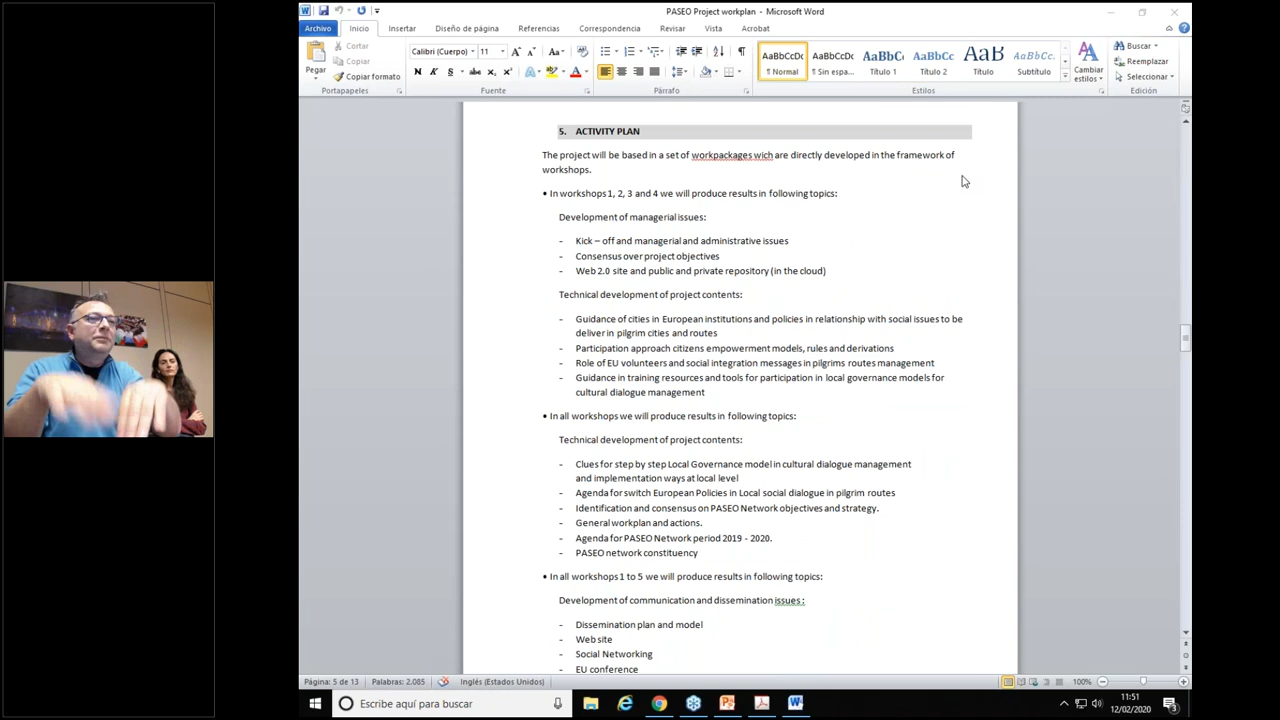 PASEO Project workplan - Microsoft Word
Archivo Inicio Insertar Diseño de página Referencias Correspondencia Revisar Vista Acrobat
Pegar
Cortar
Copiar
Copiar formato
Portapapeles
Calibri (Cuerpo) 11
Fuente
Párrafo
AaBbCcDc AaBbCcDc AaBbC AaBbCc AaB AaBbCc.
¶ Normal ¶ Sin espa... Título 1 Título 2 Título Subtítulo
Cambiar estilos
Estilos
Buscar
Reemplazar
Seleccionar
Edición
5. ACTIVITY PLAN
The project will be based in a set of workpackages wich are directly developed in the framework of
workshops.
• In workshops 1, 2, 3 and 4 we will produce results in following topics:
Development of managerial issues:
- Kick – off and managerial and administrative issues
- Consensus over project objectives
- Web 2.0 site and public and private repository (in the cloud)
Technical development of project contents:
- Guidance of cities in European institutions and policies in relationship with social issues to be
deliver in pilgrim cities and routes
- Participation approach citizens empowerment models, rules and derivations
- Role of EU volunteers and social integration messages in pilgrims routes management
- Guidance in training resources and tools for participation in local governance models for
cultural dialogue management
• In all workshops we will produce results in following topics:
Technical development of project contents:
- Clues for step by step Local Governance model in cultural dialogue management
and implementation ways at local level
- Agenda for switch European Policies in Local social dialogue in pilgrim routes
- Identification and consensus on PASEO Network objectives and strategy.
- General workplan and actions.
- Agenda for PASEO Network period 2019 - 2020.
- PASEO network constituency
• In all workshops 1 to 5 we will produce results in following topics:
Development of communication and dissemination issues :
- Dissemination plan and model
- Web site
- Social Networking
- EU conference
Página: 5 de 13 Palabras: 2.085 Inglés (Estados Unidos) 100%
Escribe aquí para buscar
11:51
12/02/2020
3